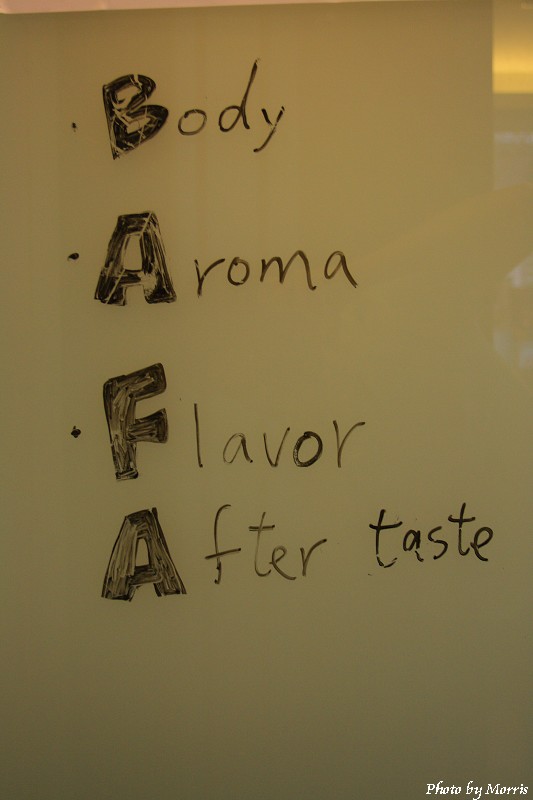 · Body
· Aroma
· Flavor
After taste
Photo by Morris